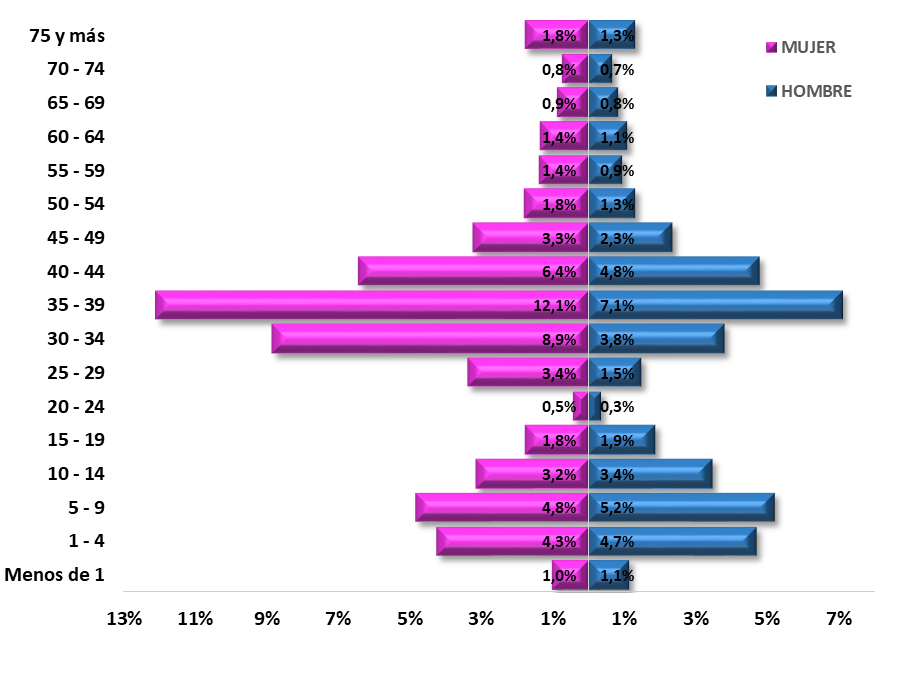 75 y más 1,8% 1,3%
MUJER
70 - 74 0,8% 0,7%
HOMBRE
65 - 69 0,9% 0,8%
60 - 64 1,4% 1,1%
55 - 59 1,4% 0,9%
50 - 54 1,8% 1,3%
45 - 49 3,3% 2,3%
40 - 44 6,4% 4,8%
35 - 39 12,1% 7,1%
30 - 34 8,9% 3,8%
25 - 29 3,4% 1,5%
20 - 24 0,5% 0,3%
15 - 19 1,8% 1,9%
10 - 14 3,2% 3,4%
5 - 9 4,8% 5,2%
1 - 4 4,3% 4,7%
Menos de 1 1,0% 1,1%
13% 11% 9% 7% 5% 3% 1% 1% 3% 5% 7%